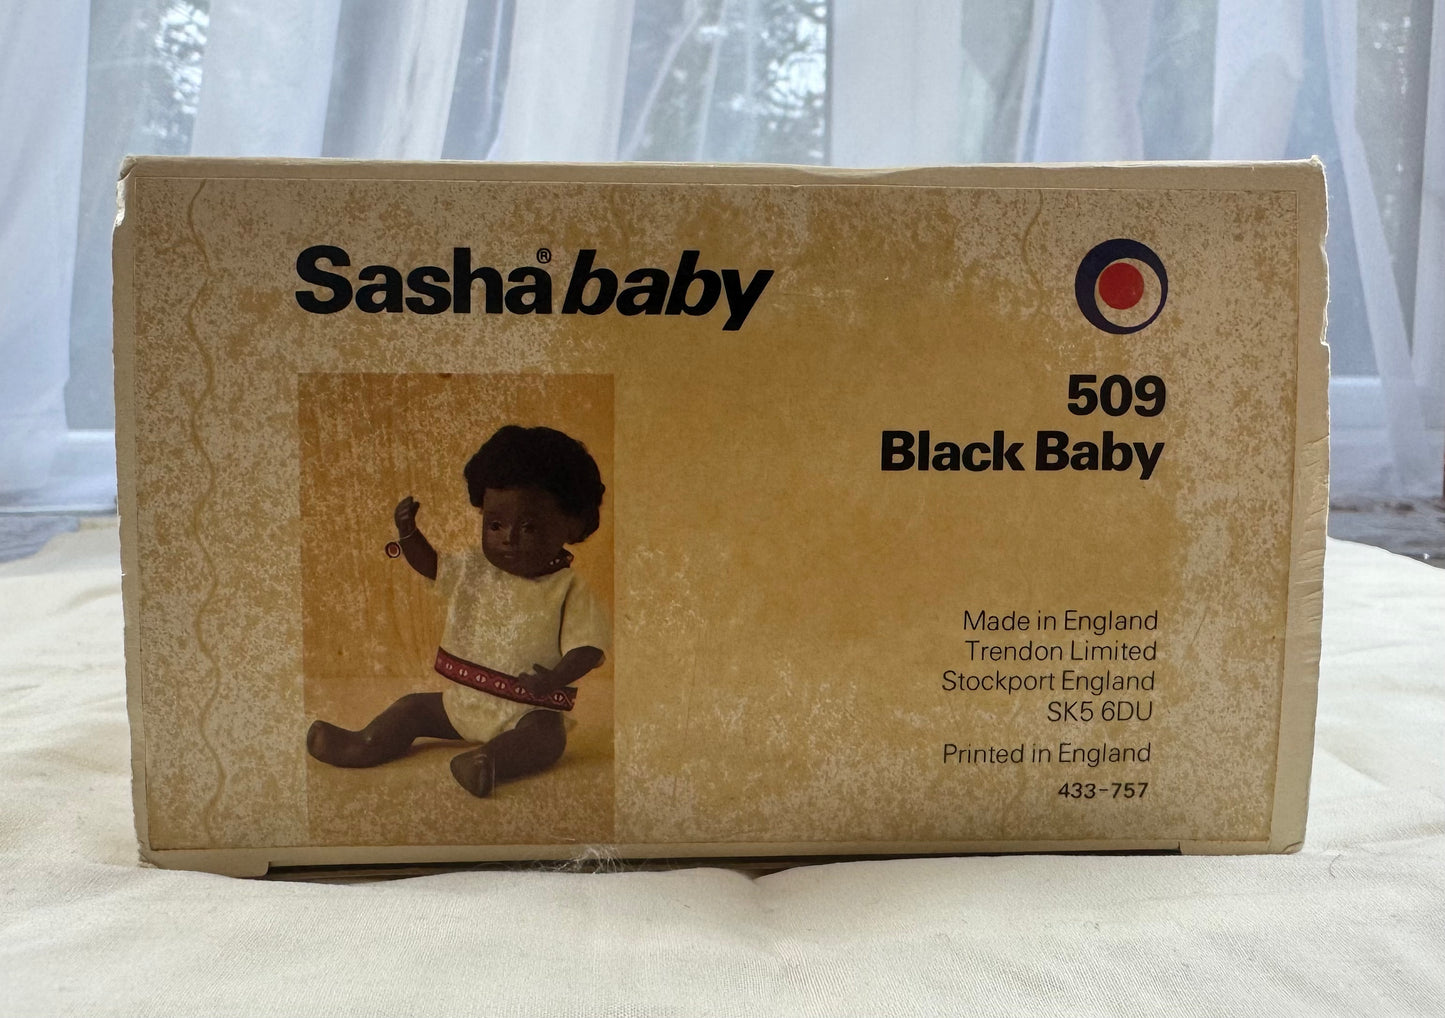 Sasha® baby
509
Black Baby
Made in England
Trendon Limited
Stockport England
SK5 6DU
Printed in England
433-757